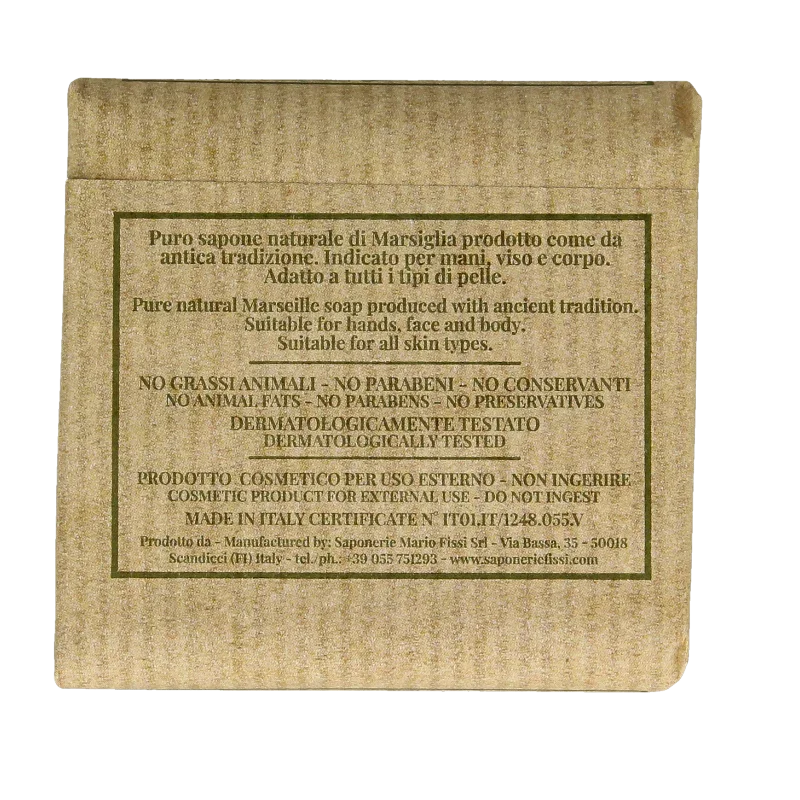 Puro sapone naturale di Marsiglia prodotto come da
antica tradizione. Indicato per mani, viso e corpo.
Adatto a tutti i tipi di pelle.
Pure natural Marseille soap produced with ancient tradition.
Suitable for hands, face and body.
Suitable for all skin types.
NO GRASSI ANIMALI - NO PARABENI - NO CONSERVANTI
NO ANIMAL FATS - NO PARABENS - NO PRESERVATIVES
DERMATOLOGICAMENTE TESTATO
DERMATOLOGICALLY TESTED
PRODOTTO COSMETICO PER USO ESTERNO - NON INGERIRE
COSMETIC PRODUCT FOR EXTERNAL USE - DO NOT INGEST
MADE IN ITALY CERTIFICATE N° IT01.IT/1248.055.V
Prodotto da - Manufactured by: Saponerie Mario Fissi Srl - Via Bassa, 35 - 50018
Scandicci (FI) Italy - tel./ph.: +39 055 751293 - www.saponeriefissi.com